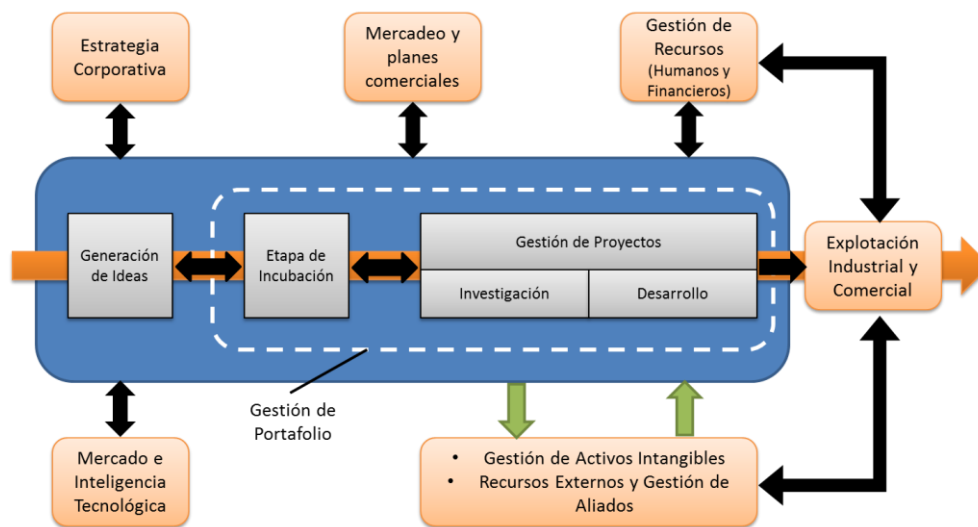 Estrategia
Corporativa
Mercadeo y
planes
comerciales
Gestión de
Recursos
(Humanos y
Financieros)
Generación
de Ideas
Etapa de
Incubación
Gestión de Proyectos
Investigación
Desarrollo
Explotación
Industrial y
Comercial
Gestión de
Portafolio
Mercado e
Inteligencia
Tecnológica
• Gestión de Activos Intangibles
• Recursos Externos y Gestión de
Aliados